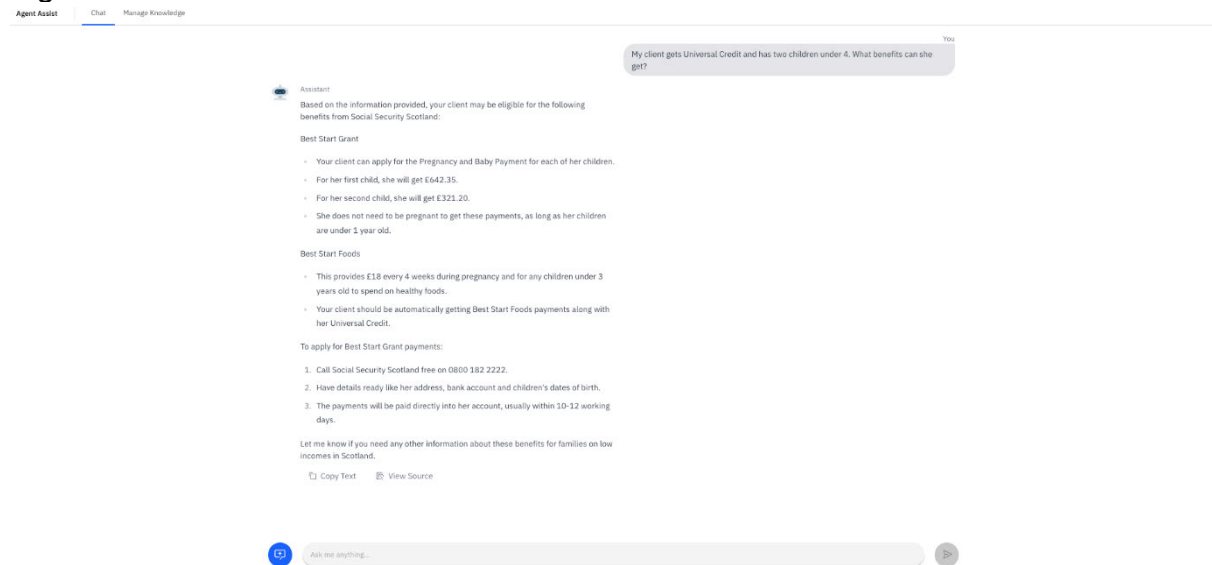 Agent Assist Chat Manage Knowledge
You
My client gets Universal Credit and has two children under 4. What benefits can she
get?
Assistant
Based on the information provided, your client may be eligible for the following
benefits from Social Security Scotland:
Best Start Grant
Your client can apply for the Pregnancy and Baby Payment for each of her children.
For her first child, she will get £642.35.
For her second child, she will get £321.20.
She does not need to be pregnant to get these payments, as long as her children
are under 1 year old.
Best Start Foods
This provides £18 every 4 weeks during pregnancy and for any children under 3
years old to spend on healthy foods.
Your client should be automatically getting Best Start Foods payments along with
her Universal Credit.
To apply for Best Start Grant payments:
1. Call Social Security Scotland free on 0800 182 2222.
2. Have details ready like her address, bank account and children's dates of birth.
3. The payments will be paid directly into her account, usually within 10-12 working
days.
Let me know if you need any other information about these benefits for families on low
incomes in Scotland.
Copy Text View Source
Ask me anything...